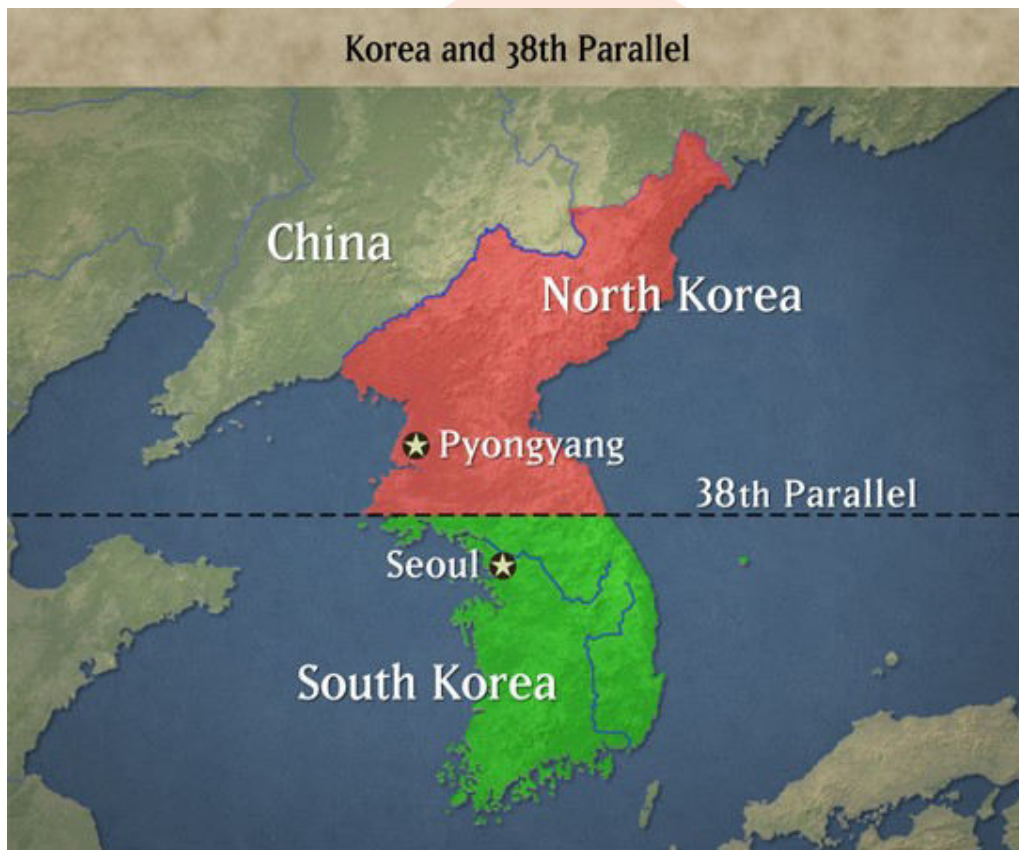 Korea and 38th Parallel
China
North Korea
Pyongyang
38th Parallel
Seoul
South Korea